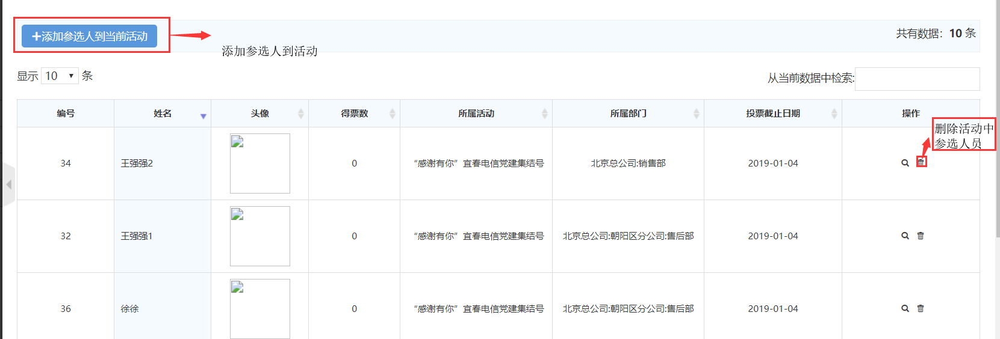 添加参选人到当前活动
共有数据：10 条
添加参选人到活动
显示 10 条
从当前数据中检索:
编号 姓名 头像 得票数 所属活动 所属部门 投票截止日期 操作
删除活动中
参选人员
34 王强强2 0 “感谢有你”宜春电信党建集结号 北京总公司:销售部 2019-01-04
32 王强强1 0 “感谢有你”宜春电信党建集结号 北京总公司:朝阳区分公司:售后部 2019-01-04
36 徐徐 0 “感谢有你”宜春电信党建集结号 北京总公司:朝阳区分公司:售后部 2019-01-04